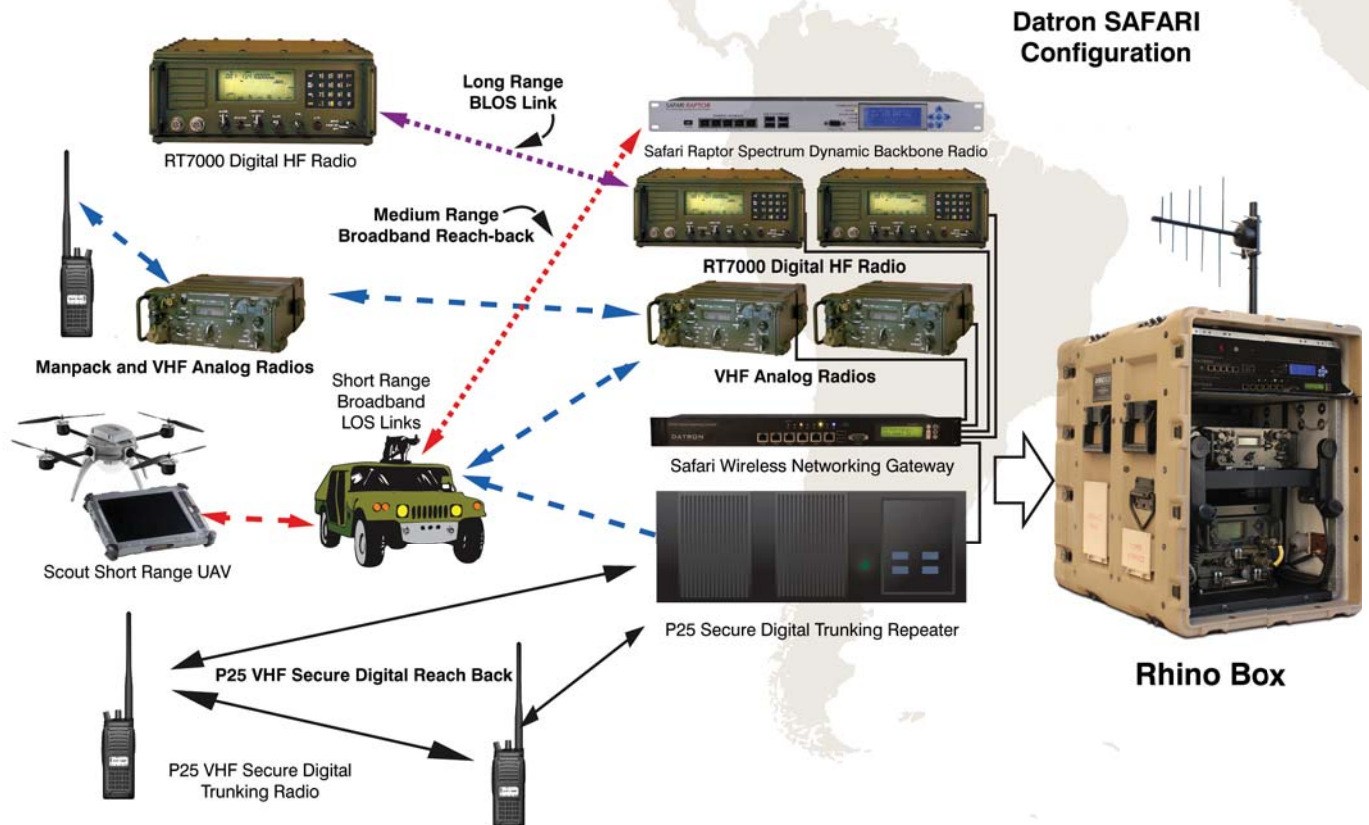 Datron SAFARI
Configuration
Long Range
BLOS Link
RT7000 Digital HF Radio
SAFARI RAPTOR
Safari Raptor Spectrum Dynamic Backbone Radio
Medium Range
Broadband Reach-back
RT7000 Digital HF Radio
Manpack and VHF Analog Radios
VHF Analog Radios
Short Range
Broadband
LOS Links
DATRON
Safari Wireless Networking Gateway
Scout Short Range UAV
P25 Secure Digital Trunking Repeater
P25 VHF Secure Digital Reach Back
Rhino Box
P25 VHF Secure Digital
Trunking Radio